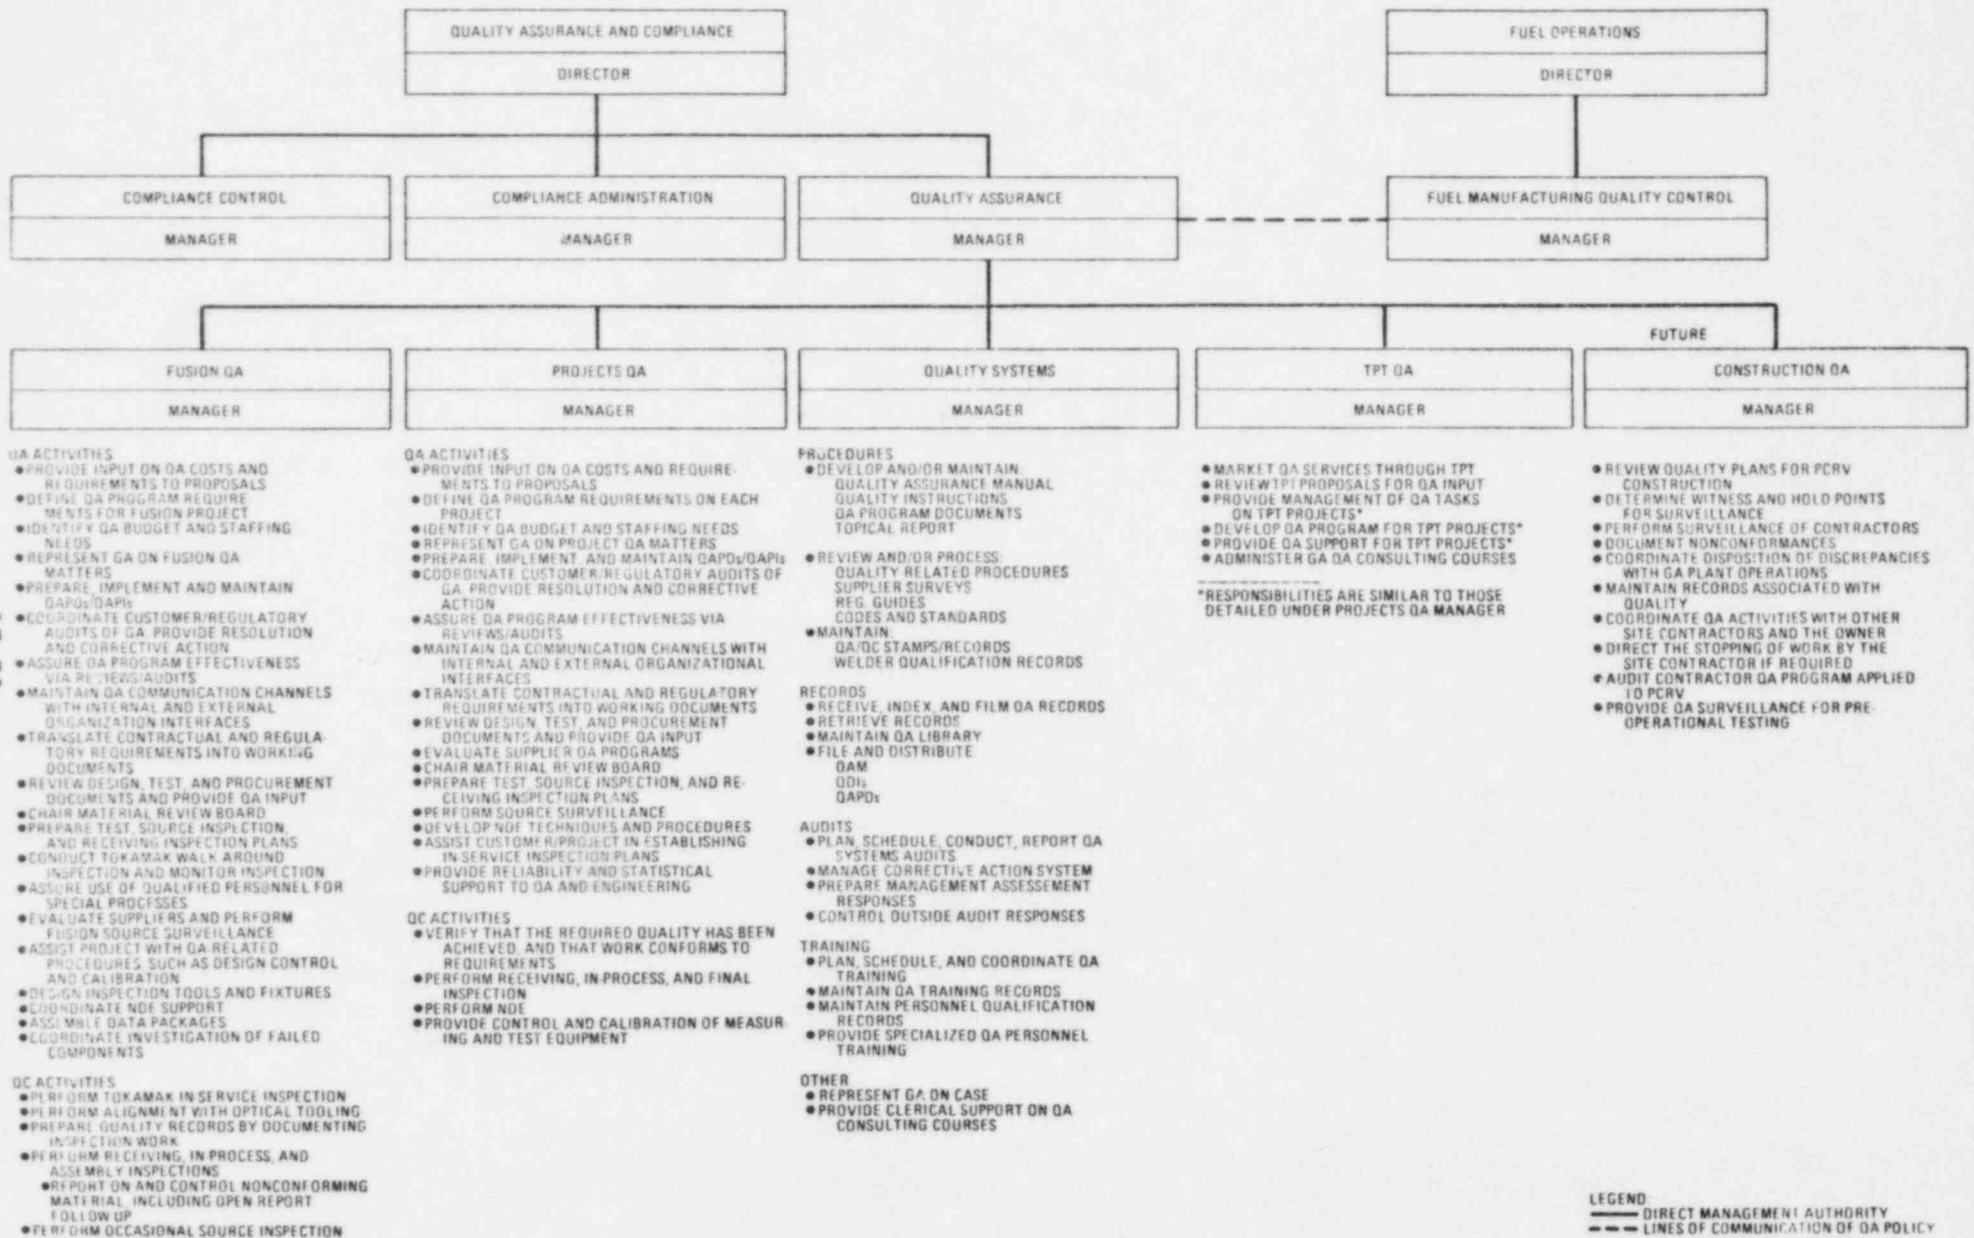 QUALITY ASSURANCE AND COMPLIANCE
DIRECTOR
FUEL OPERATIONS
DIRECTOR
COMPLIANCE CONTROL
MANAGER
COMPLIANCE ADMINISTRATION
MANAGER
QUALITY ASSURANCE
MANAGER
FUEL MANUFACTURING QUALITY CONTROL
MANAGER
FUTURE
FUSION QA
MANAGER
PROJECTS QA
MANAGER
QUALITY SYSTEMS
MANAGER
TPT QA
MANAGER
CONSTRUCTION QA
MANAGER
QA ACTIVITIES
●PROVIDE INPUT ON QA COSTS AND
REQUIREMENTS TO PROPOSALS
●DEFINE QA PROGRAM REQUIRE
MENTS FOR FUSION PROJECT
●IDENTIFY QA BUDGET AND STAFFING
NEEDS
●REPRESENT GA ON FUSION QA
MATTERS
●PREPARE, IMPLEMENT AND MAINTAIN
QAPDs/QAPIs
●COORDINATE CUSTOMER/REGULATORY
AUDITS OF GA. PROVIDE RESOLUTION
AND CORRECTIVE ACTION
●ASSURE QA PROGRAM EFFECTIVENESS
VIA REVIEWS/AUDITS
●MAINTAIN QA COMMUNICATION CHANNELS
WITH INTERNAL AND EXTERNAL
ORGANIZATION INTERFACES
●TRANSLATE CONTRACTUAL AND REGULA-
TORY REQUIREMENTS INTO WORKING
DOCUMENTS
●REVIEW DESIGN, TEST, AND PROCUREMENT
DOCUMENTS AND PROVIDE QA INPUT
●CHAIR MATERIAL REVIEW BOARD
●PREPARE TEST, SOURCE INSPECTION,
AND RECEIVING INSPECTION PLANS
●CONDUCT TOKAMAK WALK AROUND
INSPECTION AND MONITOR INSPECTION
●ASSURE USE OF QUALIFIED PERSONNEL FOR
SPECIAL PROCESSES
●EVALUATE SUPPLIERS AND PERFORM
FUSION SOURCE SURVEILLANCE
●ASSIST PROJECT WITH QA RELATED
PROCEDURES, SUCH AS DESIGN CONTROL
AND CALIBRATION
●DESIGN INSPECTION TOOLS AND FIXTURES
●COORDINATE NDE SUPPORT
●ASSEMBLE DATA PACKAGES
●COORDINATE INVESTIGATION OF FAILED
COMPONENTS
QC ACTIVITIES
●PERFORM TOKAMAK IN SERVICE INSPECTION
●PERFORM ALIGNMENT WITH OPTICAL TOOLING
●PREPARE QUALITY RECORDS BY DOCUMENTING
INSPECTION WORK
●PERFORM RECEIVING, IN PROCESS, AND
ASSEMBLY INSPECTIONS
●REPORT ON AND CONTROL NONCONFORMING
MATERIAL, INCLUDING OPEN REPORT
FOLLOW UP
●PERFORM OCCASIONAL SOURCE INSPECTION
QA ACTIVITIES
●PROVIDE INPUT ON QA COSTS AND REQUIRE-
MENTS TO PROPOSALS
●DEFINE QA PROGRAM REQUIREMENTS ON EACH
PROJECT
●IDENTIFY QA BUDGET AND STAFFING NEEDS
●REPRESENT GA ON PROJECT QA MATTERS
●PREPARE, IMPLEMENT, AND MAINTAIN QAPDs/QAPIs
●COORDINATE CUSTOMER/REGULATORY AUDITS OF
GA. PROVIDE RESOLUTION AND CORRECTIVE
ACTION
●ASSURE QA PROGRAM EFFECTIVENESS VIA
REVIEWS/AUDITS
●MAINTAIN QA COMMUNICATION CHANNELS WITH
INTERNAL AND EXTERNAL ORGANIZATIONAL
INTERFACES
●TRANSLATE CONTRACTUAL AND REGULATORY
REQUIREMENTS INTO WORKING DOCUMENTS
●REVIEW DESIGN, TEST, AND PROCUREMENT
DOCUMENTS AND PROVIDE QA INPUT
●EVALUATE SUPPLIER QA PROGRAMS
●CHAIR MATERIAL REVIEW BOARD
●PREPARE TEST, SOURCE INSPECTION, AND RE-
CEIVING INSPECTION PLANS
●PERFORM SOURCE SURVEILLANCE
●DEVELOP NDE TECHNIQUES AND PROCEDURES
●ASSIST CUSTOMER/PROJECT IN ESTABLISHING
IN SERVICE INSPECTION PLANS
●PROVIDE RELIABILITY AND STATISTICAL
SUPPORT TO QA AND ENGINEERING
QC ACTIVITIES
●VERIFY THAT THE REQUIRED QUALITY HAS BEEN
ACHIEVED, AND THAT WORK CONFORMS TO
REQUIREMENTS
●PERFORM RECEIVING, IN-PROCESS, AND FINAL
INSPECTION
●PERFORM NDE
●PROVIDE CONTROL AND CALIBRATION OF MEASUR-
ING AND TEST EQUIPMENT
PROCEDURES
●DEVELOP AND/OR MAINTAIN:
QUALITY ASSURANCE MANUAL
QUALITY INSTRUCTIONS
QA PROGRAM DOCUMENTS
TOPICAL REPORT
●REVIEW AND/OR PROCESS:
QUALITY RELATED PROCEDURES
SUPPLIER SURVEYS
REG. GUIDES
CODES AND STANDARDS
●MAINTAIN:
QA/QC STAMPS/RECORDS
WELDER QUALIFICATION RECORDS
RECORDS
●RECEIVE, INDEX, AND FILM QA RECORDS
●RETRIEVE RECORDS
●MAINTAIN QA LIBRARY
●FILE AND DISTRIBUTE
QAM
QDIs
QAPDs
AUDITS
●PLAN, SCHEDULE, CONDUCT, REPORT QA
SYSTEMS AUDITS
●MANAGE CORRECTIVE ACTION SYSTEM
●PREPARE MANAGEMENT ASSESSEMENT
RESPONSES
●CONTROL OUTSIDE AUDIT RESPONSES
TRAINING
●PLAN, SCHEDULE, AND COORDINATE QA
TRAINING
●MAINTAIN QA TRAINING RECORDS
●MAINTAIN PERSONNEL QUALIFICATION
RECORDS
●PROVIDE SPECIALIZED QA PERSONNEL
TRAINING
OTHER
●REPRESENT GA ON CASE
●PROVIDE CLERICAL SUPPORT ON QA
CONSULTING COURSES
●MARKET QA SERVICES THROUGH TPT
●REVIEW TPT PROPOSALS FOR QA INPUT
●PROVIDE MANAGEMENT OF QA TASKS
ON TPT PROJECTS*
●DEVELOP QA PROGRAM FOR TPT PROJECTS*
●PROVIDE QA SUPPORT FOR TPT PROJECTS*
●ADMINISTER GA QA CONSULTING COURSES
*RESPONSIBILITIES ARE SIMILAR TO THOSE
DETAILED UNDER PROJECTS QA MANAGER
●REVIEW QUALITY PLANS FOR PCRV
CONSTRUCTION
●DETERMINE WITNESS AND HOLD POINTS
FOR SURVEILLANCE
●PERFORM SURVEILLANCE OF CONTRACTORS
●DOCUMENT NONCONFORMANCES
●COORDINATE DISPOSITION OF DISCREPANCIES
WITH GA PLANT OPERATIONS
●MAINTAIN RECORDS ASSOCIATED WITH
QUALITY
●COORDINATE QA ACTIVITIES WITH OTHER
SITE CONTRACTORS AND THE OWNER
●DIRECT THE STOPPING OF WORK BY THE
SITE CONTRACTOR IF REQUIRED
●AUDIT CONTRACTOR QA PROGRAM APPLIED
TO PCRV
●PROVIDE QA SURVEILLANCE FOR PRE-
OPERATIONAL TESTING
LEGEND
DIRECT MANAGEMENT AUTHORITY
LINES OF COMMUNICATION OF QA POLICY